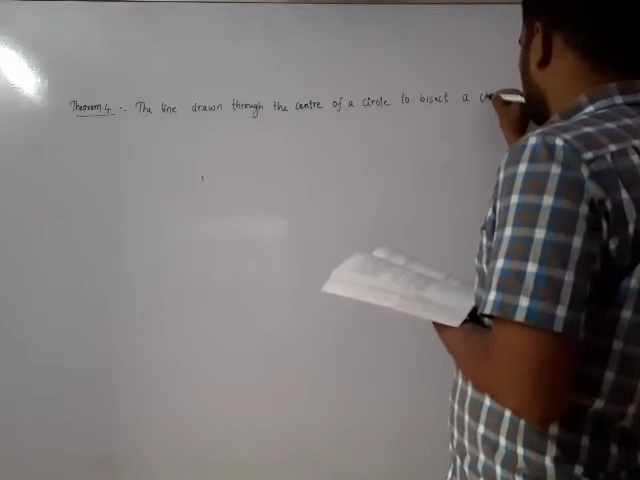 Theorem 4 :. The line drawn through the centre of a circle to bisect a